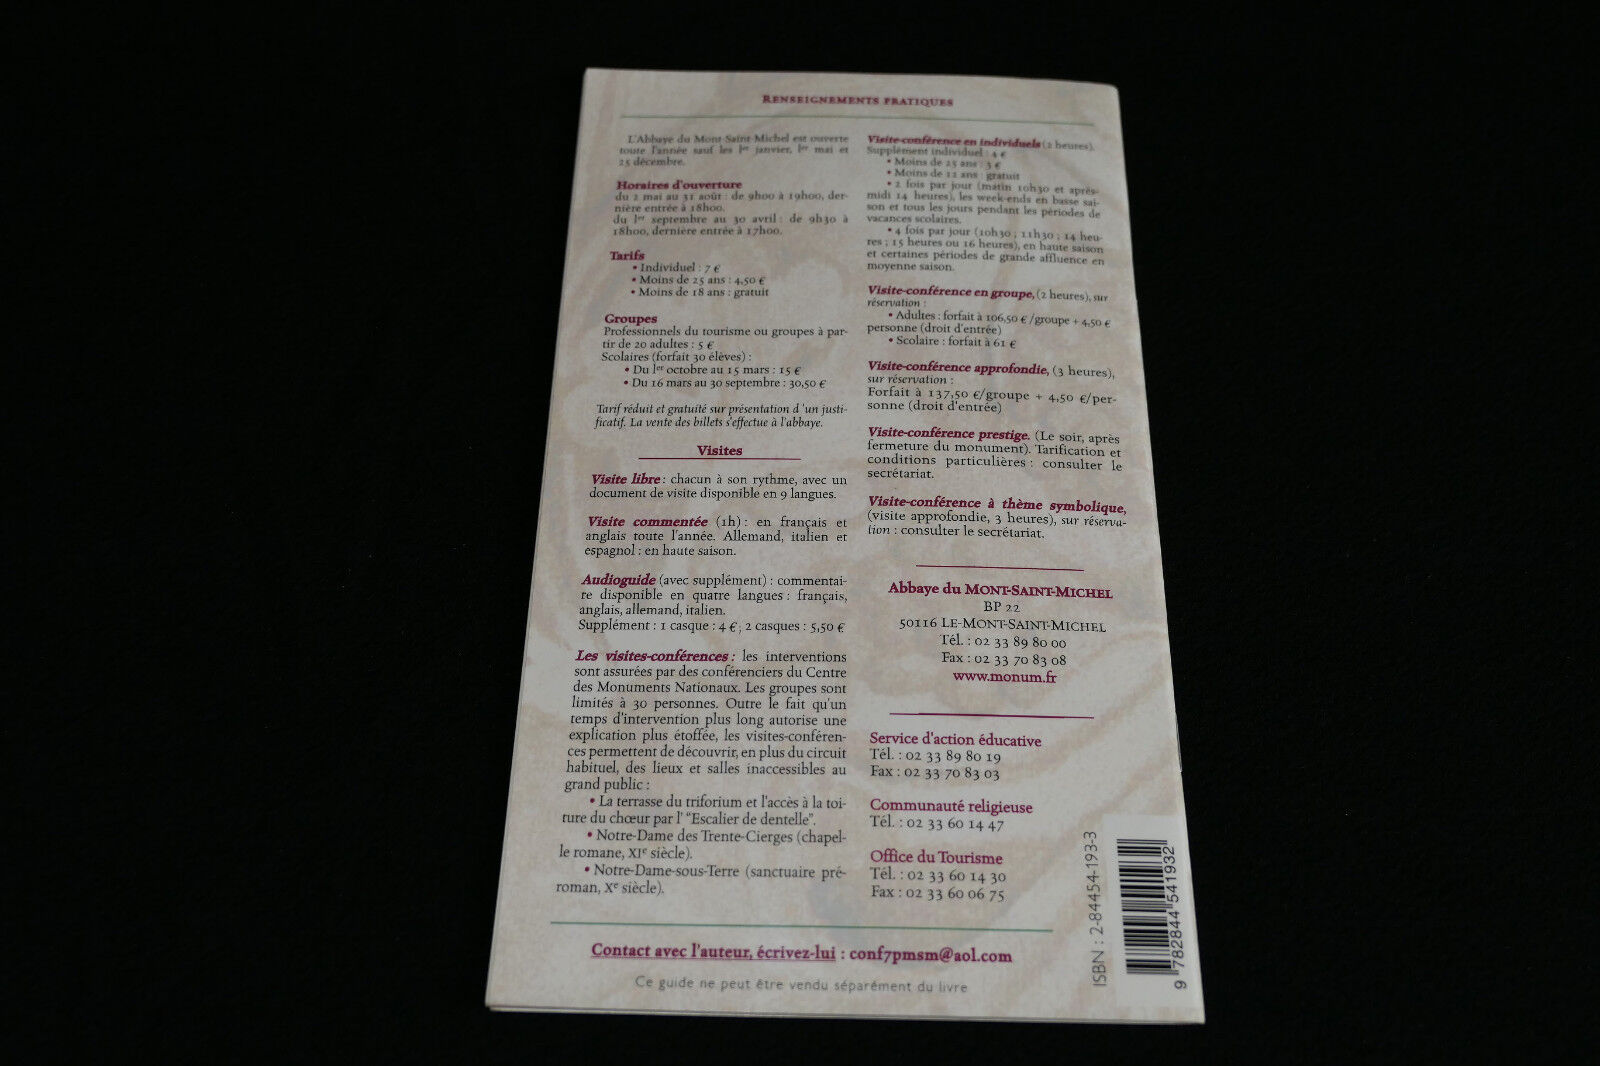 RENSEIGNEMENTS PRATIQUES
L'Abbaye du Mont-Saint-Michel est ouverte
toute l'année sauf les 1er janvier, 1er mai et
25 décembre.
Horaires d'ouverture
du 2 mai au 31 août : de 9h00 à 19h00, der-
nière entrée à 18h00.
du 1er septembre au 30 avril : de 9h30 à
18h00, dernière entrée à 17h00.
Tarifs
• Individuel : 7 €
• Moins de 25 ans : 4,50 €
• Moins de 18 ans : gratuit
Groupes
Professionnels du tourisme ou groupes à par-
tir de 20 adultes : 5 €
Scolaires (forfait 30 élèves) :
• Du 1er octobre au 15 mars : 15 €
• Du 16 mars au 30 septembre : 30,50 €
Tarif réduit et gratuité sur présentation d'un justi-
ficatif. La vente des billets s'effectue à l'abbaye.
Visites
Visite libre : chacun à son rythme, avec un
document de visite disponible en 9 langues.
Visite commentée (1h) : en français et
anglais toute l'année. Allemand, italien et
espagnol : en haute saison.
Audioguide (avec supplément) : commentai-
re disponible en quatre langues : français,
anglais, allemand, italien.
Supplément : 1 casque : 4 € ; 2 casques : 5,50 €
Les visites-conférences : les interventions
sont assurées par des conférenciers du Centre
des Monuments Nationaux. Les groupes sont
limités à 30 personnes. Outre le fait qu'un
temps d'intervention plus long autorise une
explication plus étoffée, les visites-conféren-
ces permettent de découvrir, en plus du circuit
habituel, des lieux et salles inaccessibles au
grand public :
• La terrasse du triforium et l'accès à la toi-
ture du chœur par l' "Escalier de dentelle".
• Notre-Dame des Trente-Cierges (chapel-
le romane, XIe siècle).
• Notre-Dame-sous-Terre (sanctuaire pré-
roman, Xe siècle).
Visite-conférence en individuels (2 heures).
Supplément individuel : 4 €
• Moins de 25 ans : 3 €
• Moins de 12 ans : gratuit
• 2 fois par jour (matin 10h30 et après-
midi 14 heures), les week-ends en basse sai-
son et tous les jours pendant les périodes de
vacances scolaires.
• 4 fois par jour (10h30 ; 11h30 ; 14 heu-
res ; 15 heures ou 16 heures), en haute saison
et certaines périodes de grande affluence en
moyenne saison.
Visite-conférence en groupe, (2 heures), sur
réservation :
• Adultes : forfait à 106,50 € /groupe + 4,50 €
personne (droit d'entrée)
• Scolaire : forfait à 61 €
Visite-conférence approfondie, (3 heures),
sur réservation :
Forfait à 137,50 €/groupe + 4,50 €/per-
sonne (droit d'entrée)
Visite-conférence prestige. (Le soir, après
fermeture du monument). Tarification et
conditions particulières : consulter le
secrétariat.
Visite-conférence à thème symbolique,
(visite approfondie, 3 heures), sur réserva-
tion : consulter le secrétariat.
Abbaye du MONT-SAINT-MICHEL
BP 22
50116 LE-MONT-SAINT-MICHEL
Tél. : 02 33 89 80 00
Fax : 02 33 70 83 08
www.monum.fr
Service d'action éducative
Tél. : 02 33 89 80 19
Fax : 02 33 70 83 03
Communauté religieuse
Tél. : 02 33 60 14 47
Office du Tourisme
Tél. : 02 33 60 14 30
Fax : 02 33 60 06 75
Contact avec l'auteur, écrivez-lui : conf7pmsm@aol.com
Ce guide ne peut être vendu séparément du livre
ISBN : 2-84454-193-3
9 782844 541932